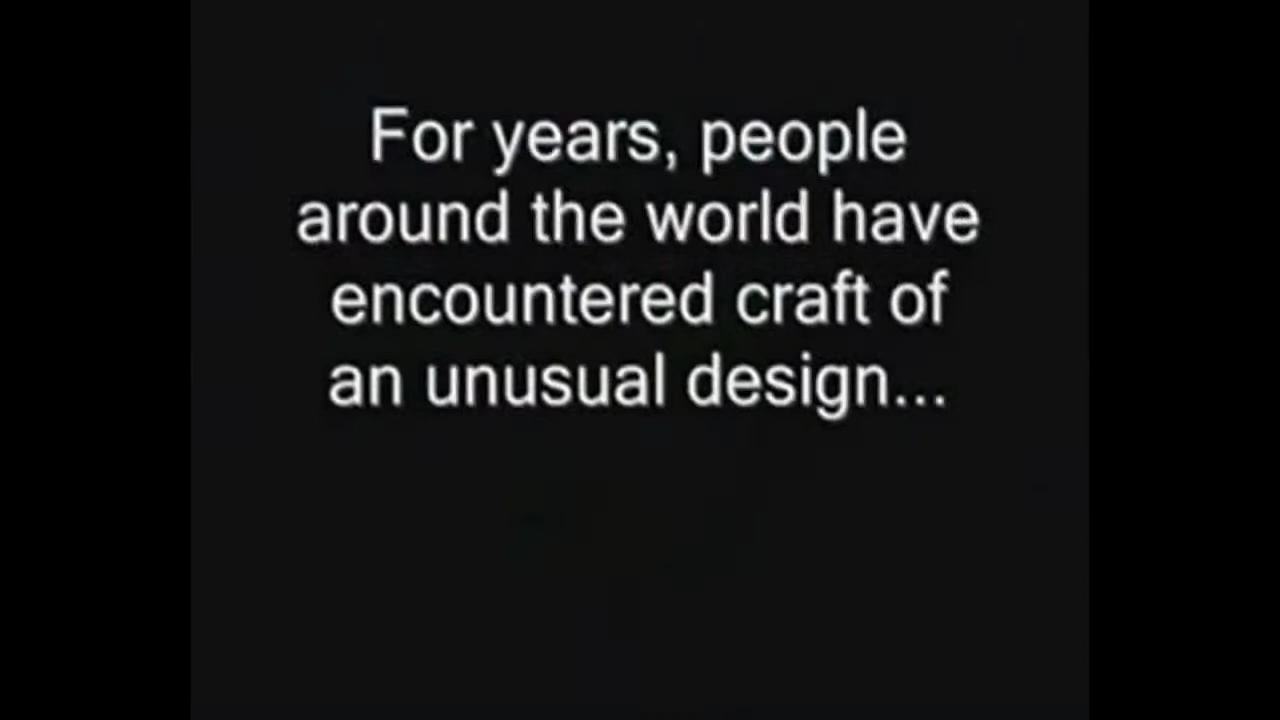 For years, people
around the world have
encountered craft of
an unusual design...